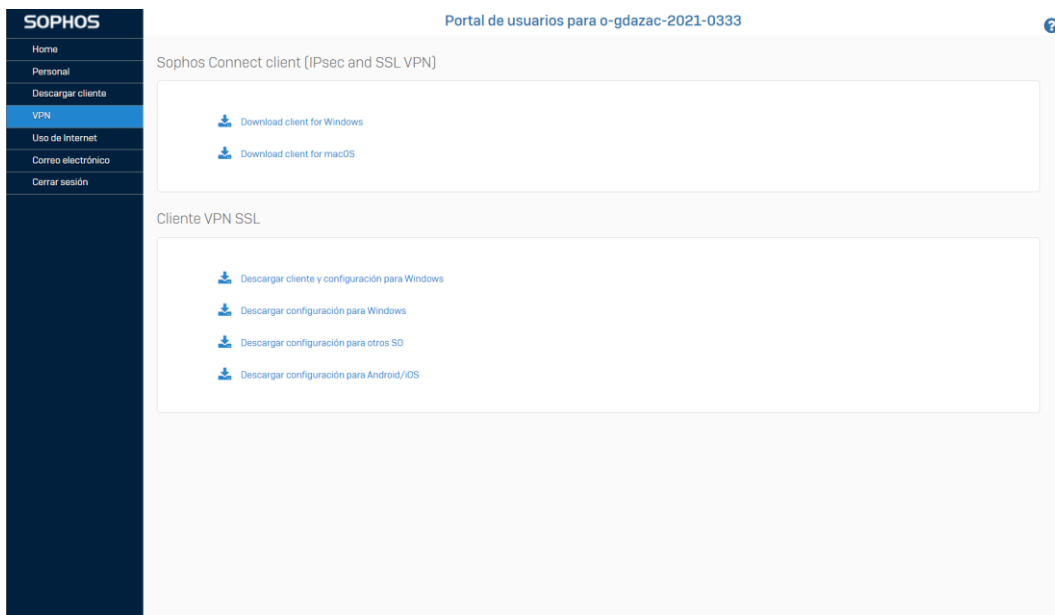 SOPHOS
Portal de usuarios para o-gdazac-2021-0333
?
Home
Personal
Descargar cliente
VPN
Uso de Internet
Correo electrónico
Cerrar sesión
Sophos Connect client (IPsec and SSL VPN)
Download client for Windows
Download client for macOS
Cliente VPN SSL
Descargar cliente y configuración para Windows
Descargar configuración para Windows
Descargar configuración para otros SO
Descargar configuración para Android/iOS